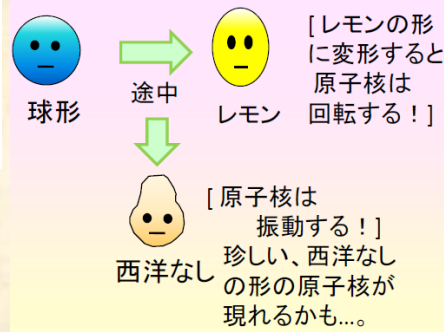 [レモンの形
に変形すると
原子核は
回転する！]
球形
途中
レモン
[原子核は
振動する！]
西洋なし
珍しい、西洋なし
の形の原子核が
現れるかも…。